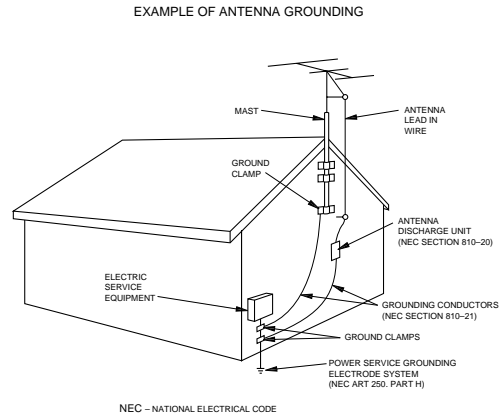 EXAMPLE OF ANTENNA GROUNDING
MAST
ANTENNA
LEAD IN
WIRE
GROUND
CLAMP
ANTENNA
DISCHARGE UNIT
(NEC SECTION 810–20)
ELECTRIC
SERVICE
EQUIPMENT
GROUNDING CONDUCTORS
(NEC SECTION 810–21)
GROUND CLAMPS
POWER SERVICE GROUNDING
ELECTRODE SYSTEM
(NEC ART 250. PART H)
NEC – NATIONAL ELECTRICAL CODE